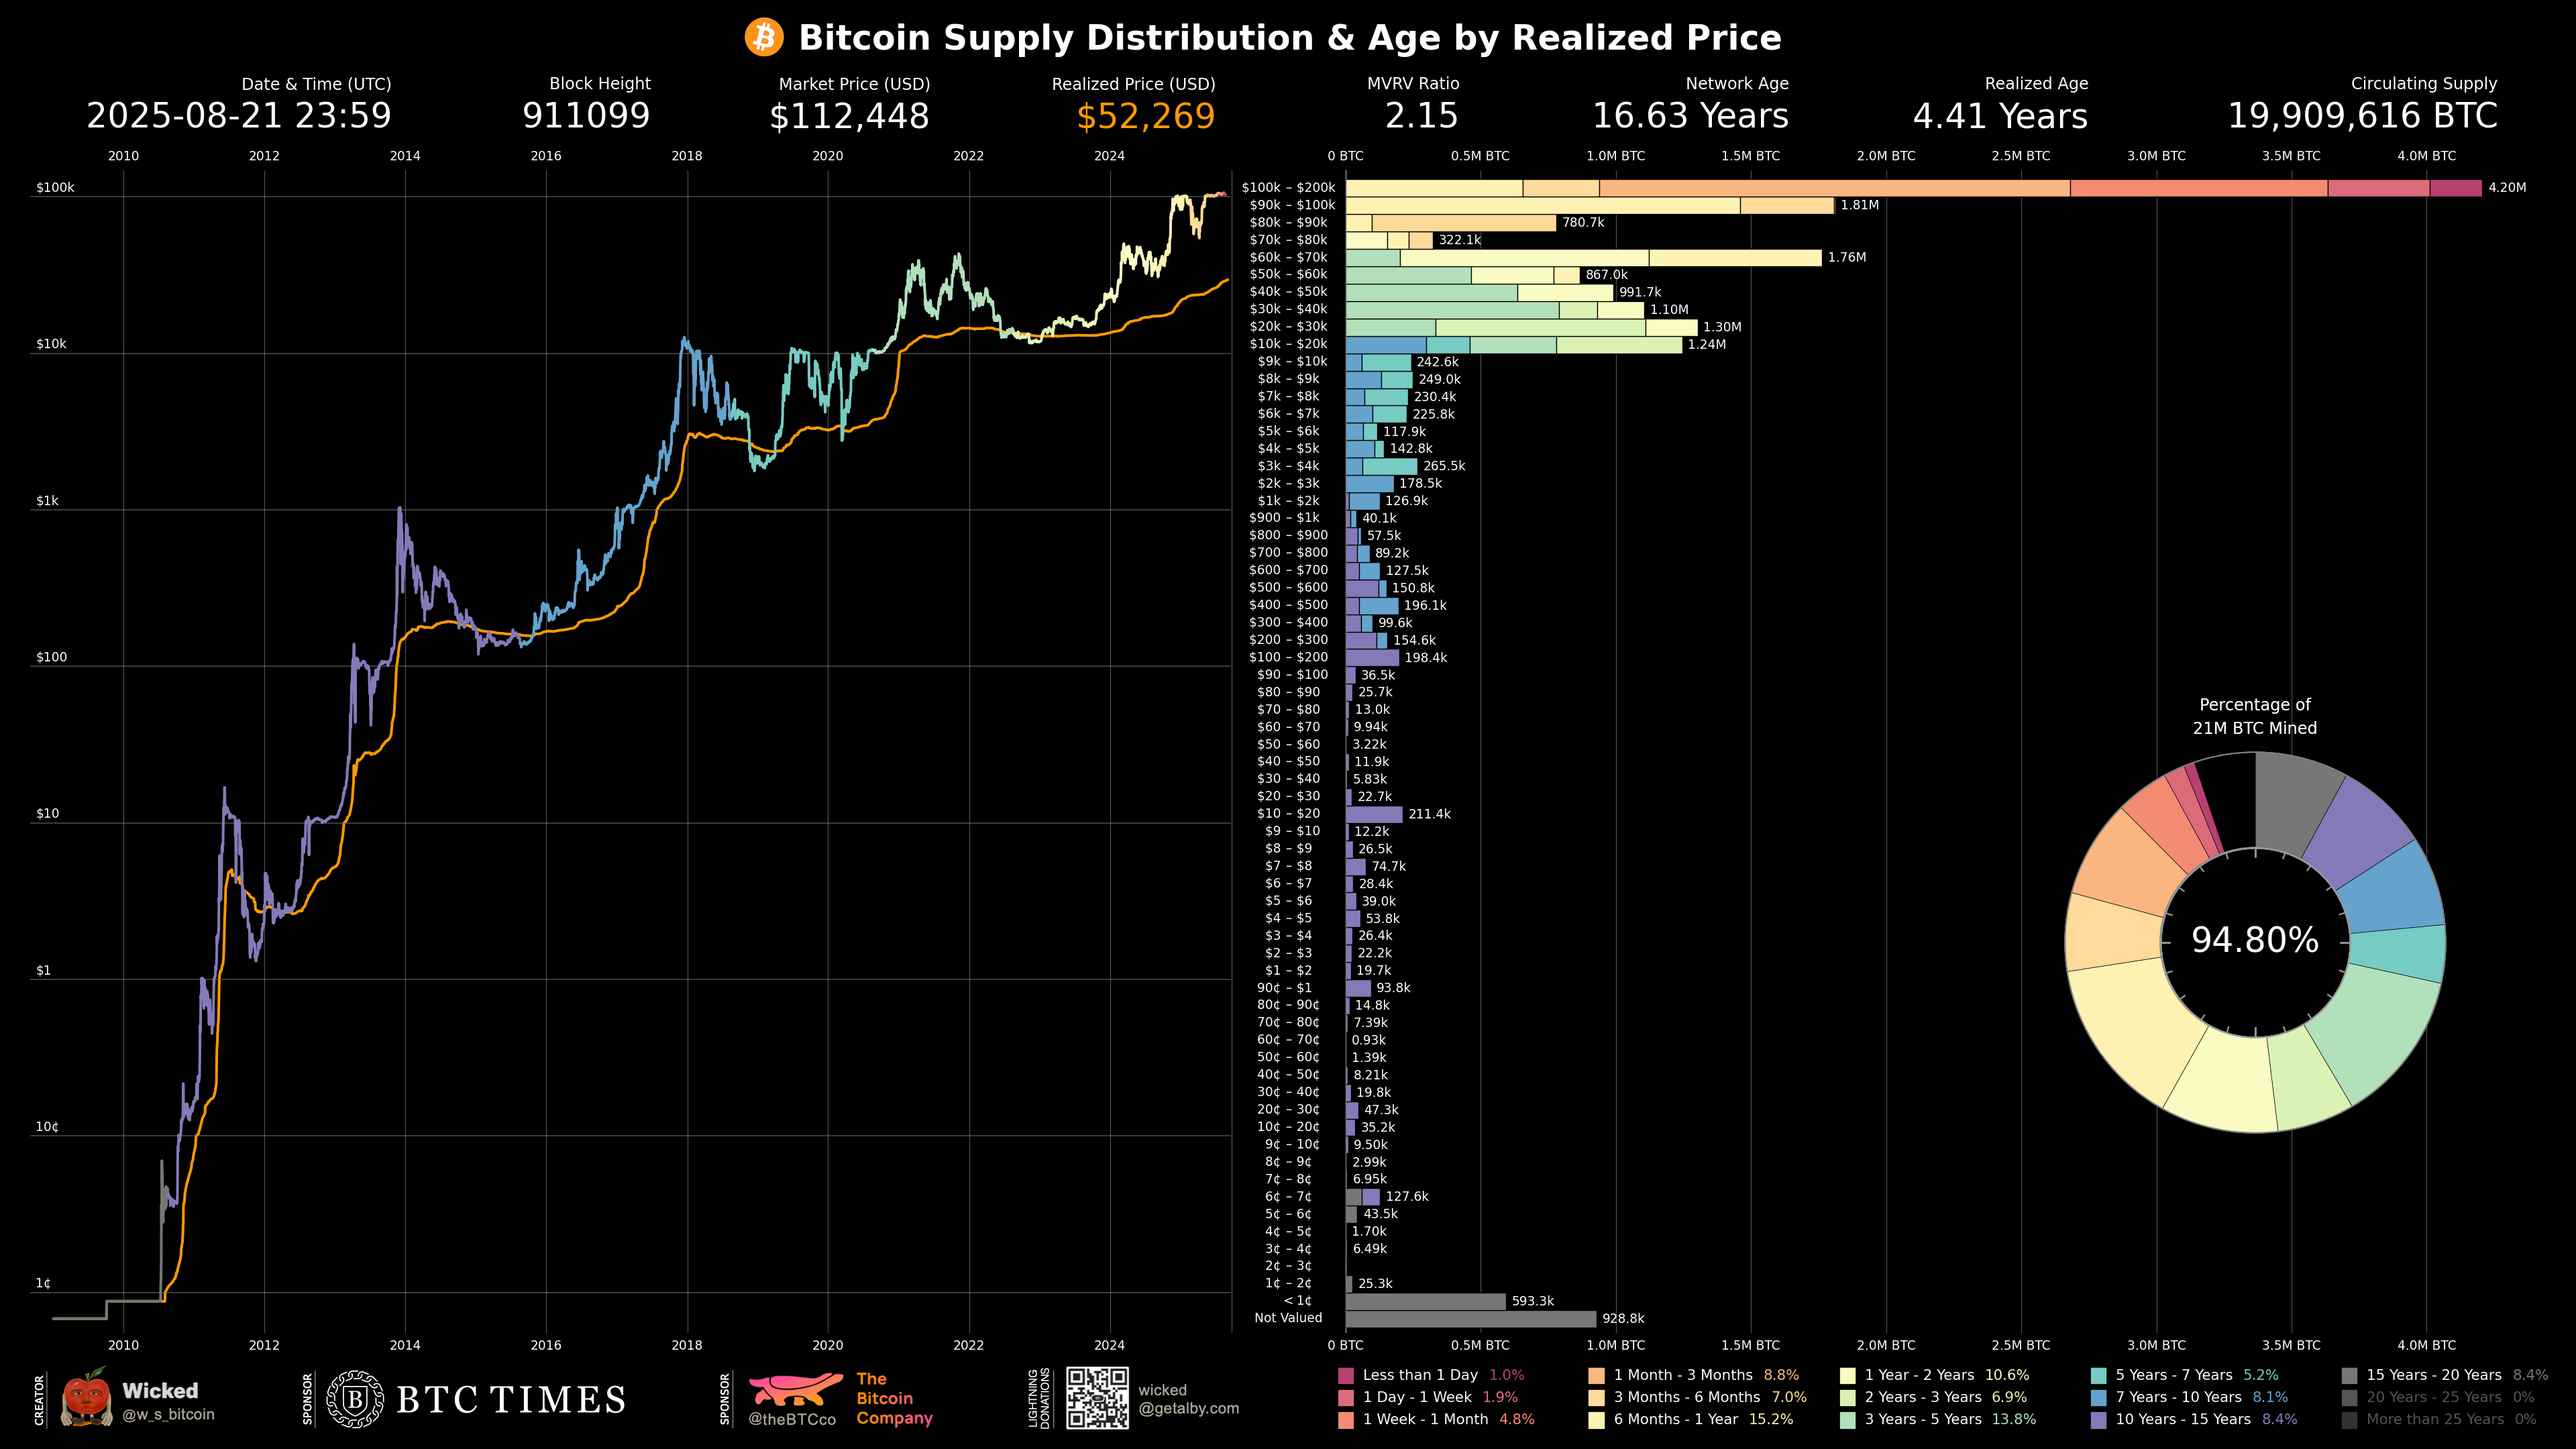 Bitcoin Supply Distribution & Age by Realized Price
Date & Time (UTC)
2025-08-21 23:59
Block Height
911099
Market Price (USD)
$112,448
Realized Price (USD)
$52,269
MVRV Ratio
2.15
Network Age
16.63 Years
Realized Age
4.41 Years
Circulating Supply
19,909,616 BTC
2010 2012 2014 2016 2018 2020 2022 2024
$100k
$10k
$1k
$100
$10
$1
10¢
1¢
2010 2012 2014 2016 2018 2020 2022 2024
0 BTC 0.5M BTC 1.0M BTC 1.5M BTC 2.0M BTC 2.5M BTC 3.0M BTC 3.5M BTC 4.0M BTC
$100k – $200k 4.20M
$90k – $100k 1.81M
$80k – $90k 780.7k
$70k – $80k 322.1k
$60k – $70k 1.76M
$50k – $60k 867.0k
$40k – $50k 991.7k
$30k – $40k 1.10M
$20k – $30k 1.30M
$10k – $20k 1.24M
$9k – $10k 242.6k
$8k – $9k 249.0k
$7k – $8k 230.4k
$6k – $7k 225.8k
$5k – $6k 117.9k
$4k – $5k 142.8k
$3k – $4k 265.5k
$2k – $3k 178.5k
$1k – $2k 126.9k
$900 – $1k 40.1k
$800 – $900 57.5k
$700 – $800 89.2k
$600 – $700 127.5k
$500 – $600 150.8k
$400 – $500 196.1k
$300 – $400 99.6k
$200 – $300 154.6k
$100 – $200 198.4k
$90 – $100 36.5k
$80 – $90 25.7k
$70 – $80 13.0k
$60 – $70 9.94k
$50 – $60 3.22k
$40 – $50 11.9k
$30 – $40 5.83k
$20 – $30 22.7k
$10 – $20 211.4k
$9 – $10 12.2k
$8 – $9 26.5k
$7 – $8 74.7k
$6 – $7 28.4k
$5 – $6 39.0k
$4 – $5 53.8k
$3 – $4 26.4k
$2 – $3 22.2k
$1 – $2 19.7k
90¢ – $1 93.8k
80¢ – 90¢ 14.8k
70¢ – 80¢ 7.39k
60¢ – 70¢ 0.93k
50¢ – 60¢ 1.39k
40¢ – 50¢ 8.21k
30¢ – 40¢ 19.8k
20¢ – 30¢ 47.3k
10¢ – 20¢ 35.2k
9¢ – 10¢ 9.50k
8¢ – 9¢ 2.99k
7¢ – 8¢ 6.95k
6¢ – 7¢ 127.6k
5¢ – 6¢ 43.5k
4¢ – 5¢ 1.70k
3¢ – 4¢ 6.49k
2¢ – 3¢
1¢ – 2¢ 25.3k
< 1¢ 593.3k
Not Valued 928.8k
0 BTC 0.5M BTC 1.0M BTC 1.5M BTC 2.0M BTC 2.5M BTC 3.0M BTC 3.5M BTC 4.0M BTC
Percentage of
21M BTC Mined
94.80%
CREATOR
Wicked
@w_s_bitcoin
SPONSOR
B
BTC TIMES
SPONSOR
@theBTCco
The
Bitcoin
Company
LIGHTNING
DONATIONS
wicked
@getalby.com
Less than 1 Day 1.0%
1 Day - 1 Week 1.9%
1 Week - 1 Month 4.8%
1 Month - 3 Months 8.8%
3 Months - 6 Months 7.0%
6 Months - 1 Year 15.2%
1 Year - 2 Years 10.6%
2 Years - 3 Years 6.9%
3 Years - 5 Years 13.8%
5 Years - 7 Years 5.2%
7 Years - 10 Years 8.1%
10 Years - 15 Years 8.4%
15 Years - 20 Years 8.4%
20 Years - 25 Years 0%
More than 25 Years 0%